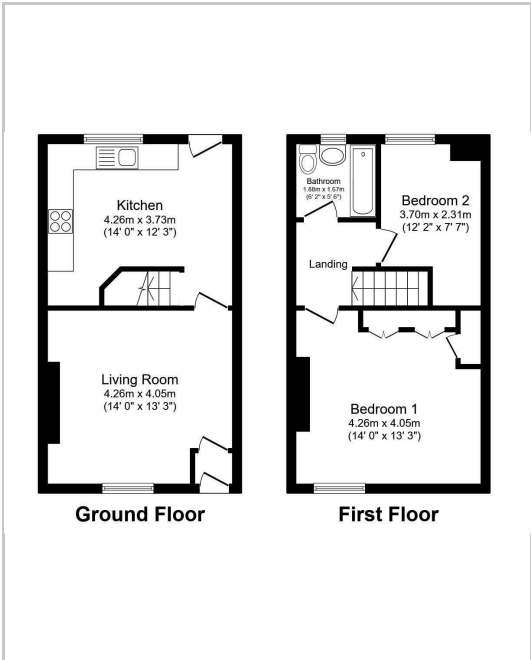 Kitchen
4.26m x 3.73m
(14' 0" x 12' 3")
Living Room
4.26m x 4.05m
(14' 0" x 13' 3")
Ground Floor
Bathroom
1.88m x 1.67m
(6' 2" x 5' 6")
Bedroom 2
3.70m x 2.31m
(12' 2" x 7' 7")
Landing
Bedroom 1
4.26m x 4.05m
(14' 0" x 13' 3")
First Floor